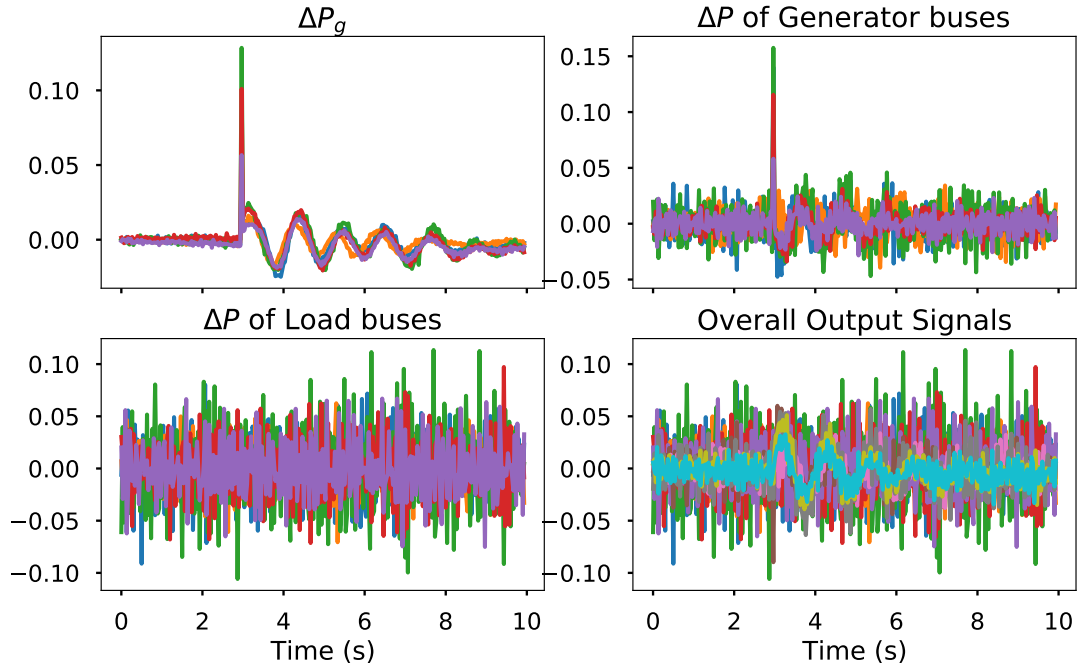 ΔP_g
0.10
0.05
0.00
ΔP of Generator buses
0.15
0.10
0.05
0.00
−0.05
ΔP of Load buses
0.10
0.05
0.00
−0.05
−0.10
0 2 4 6 8 10
Time (s)
Overall Output Signals
0.10
0.05
0.00
−0.05
−0.10
0 2 4 6 8 10
Time (s)